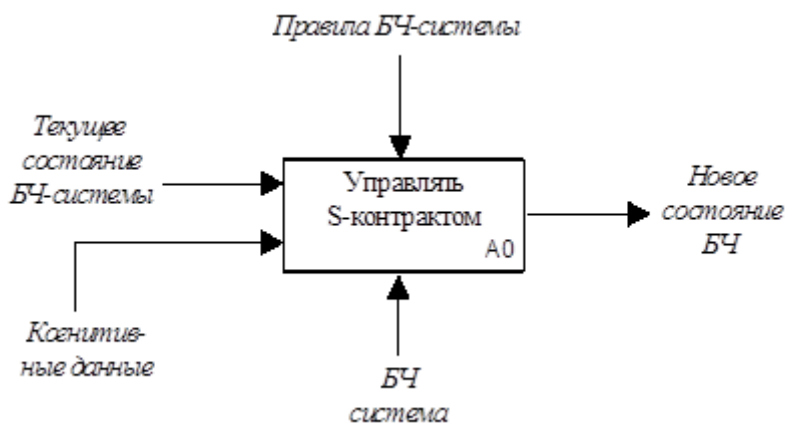 Правила БЧ-системы
Текущее
состояние
БЧ-системы
Управлять
S-контрактом
A0
Новое
состояние
БЧ
Когнитив-
ные данные
БЧ
система